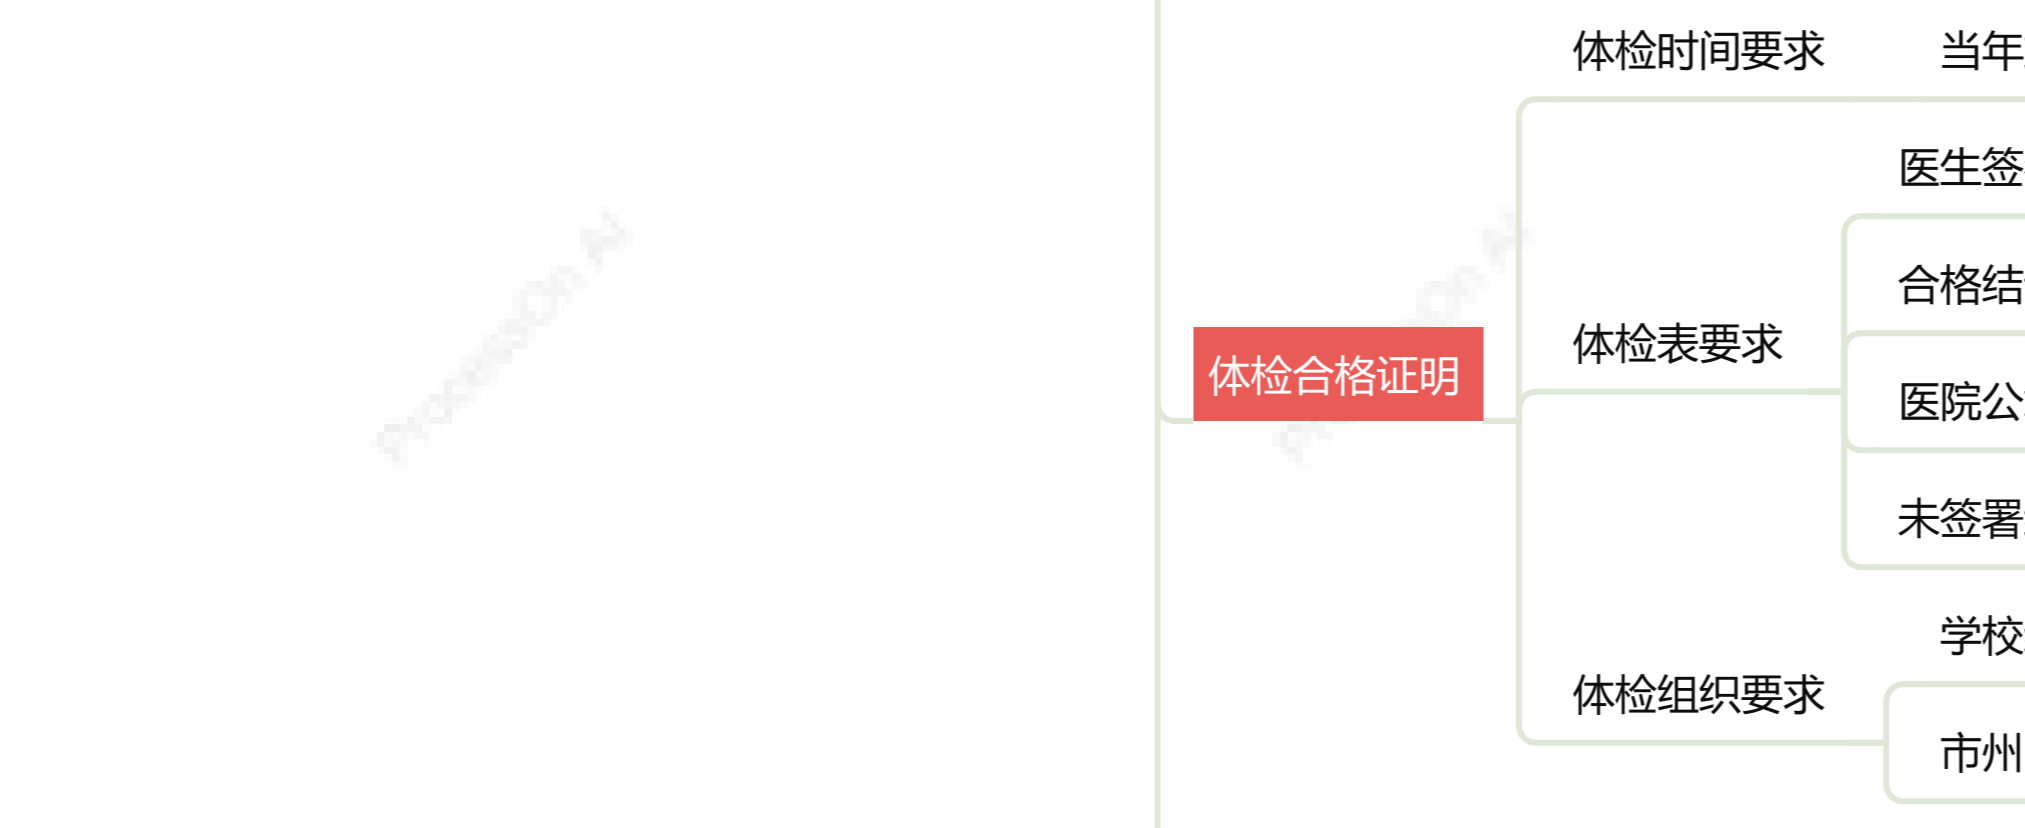 体检时间要求 当年
医生签
合格结
体检表要求
体检合格证明
医院公
未签署
学校
体检组织要求
市州